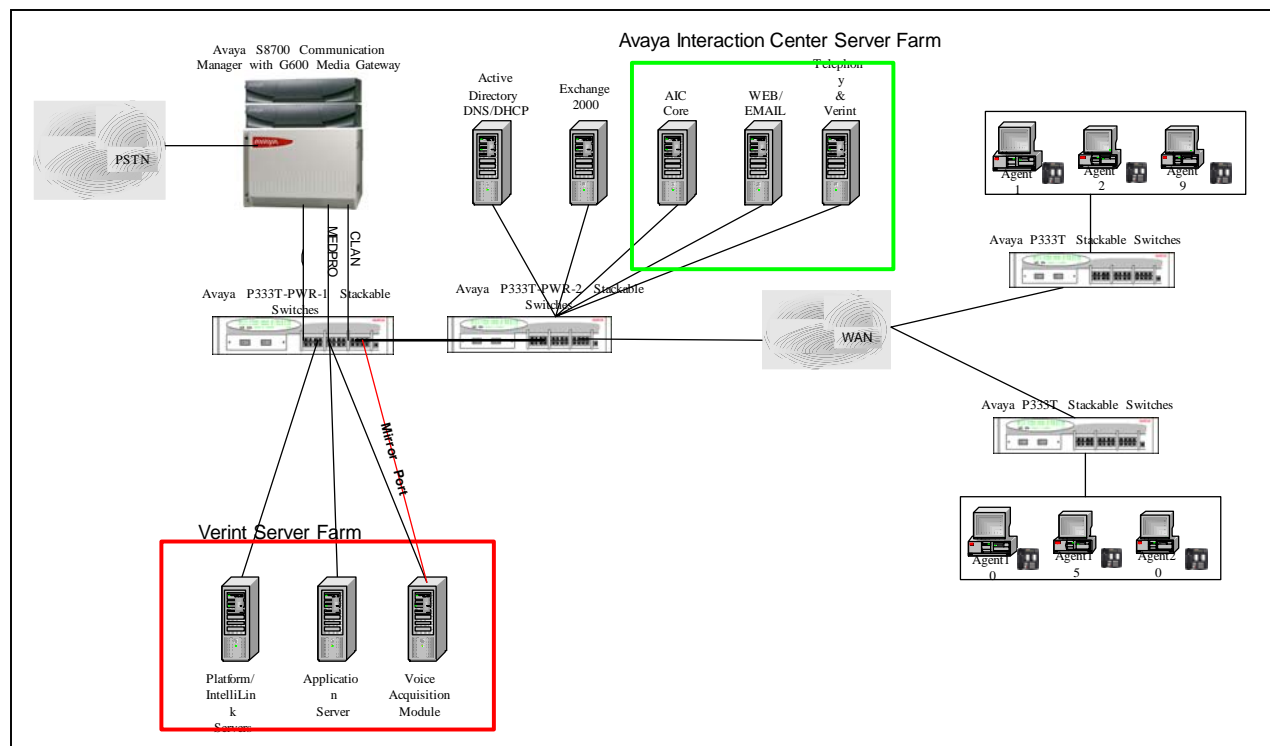 Avaya S8700 Communication
Manager with G600 Media Gateway
PSTN
Active
Directory
DNS/DHCP
Exchange
2000
Avaya Interaction Center Server Farm
AIC
Core
WEB/
EMAIL
Telephon
y
&
Verint
Agent
1
Agent
2
Agent
9
(
MEDPRO
CLAN
Avaya P333T-PWR-1 Stackable
Switches
Avaya P333T-PWR-2 Stackable
Switches
WAN
Avaya P333T Stackable Switches
Avaya P333T Stackable Switches
Agent1
0
Agent1
5
Agent2
0
Mirror Port
Verint Server Farm
Platform/
IntelliLin
k
Servers
Applicatio
n
Server
Voice
Acquisition
Module